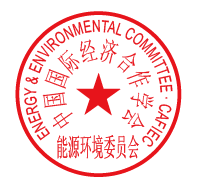 ENERGY & ENVIRONMENTAL COMMITTEE · CAFIEC
中国国际经济合作学会
能源环境委员会